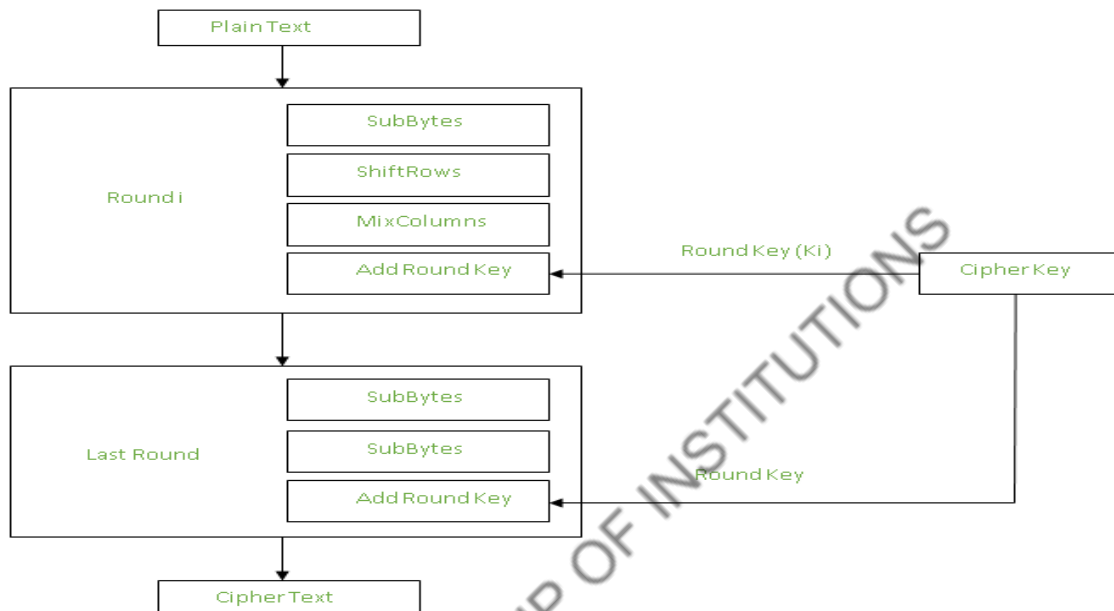 Plain Text
SubBytes
ShiftRows
Round i
MixColumns
Add Round Key
Round Key (Ki)
Cipher Key
SubBytes
Last Round
SubBytes
Add Round Key
Round Key
Cipher Text
IP OF INSTITUTIONS